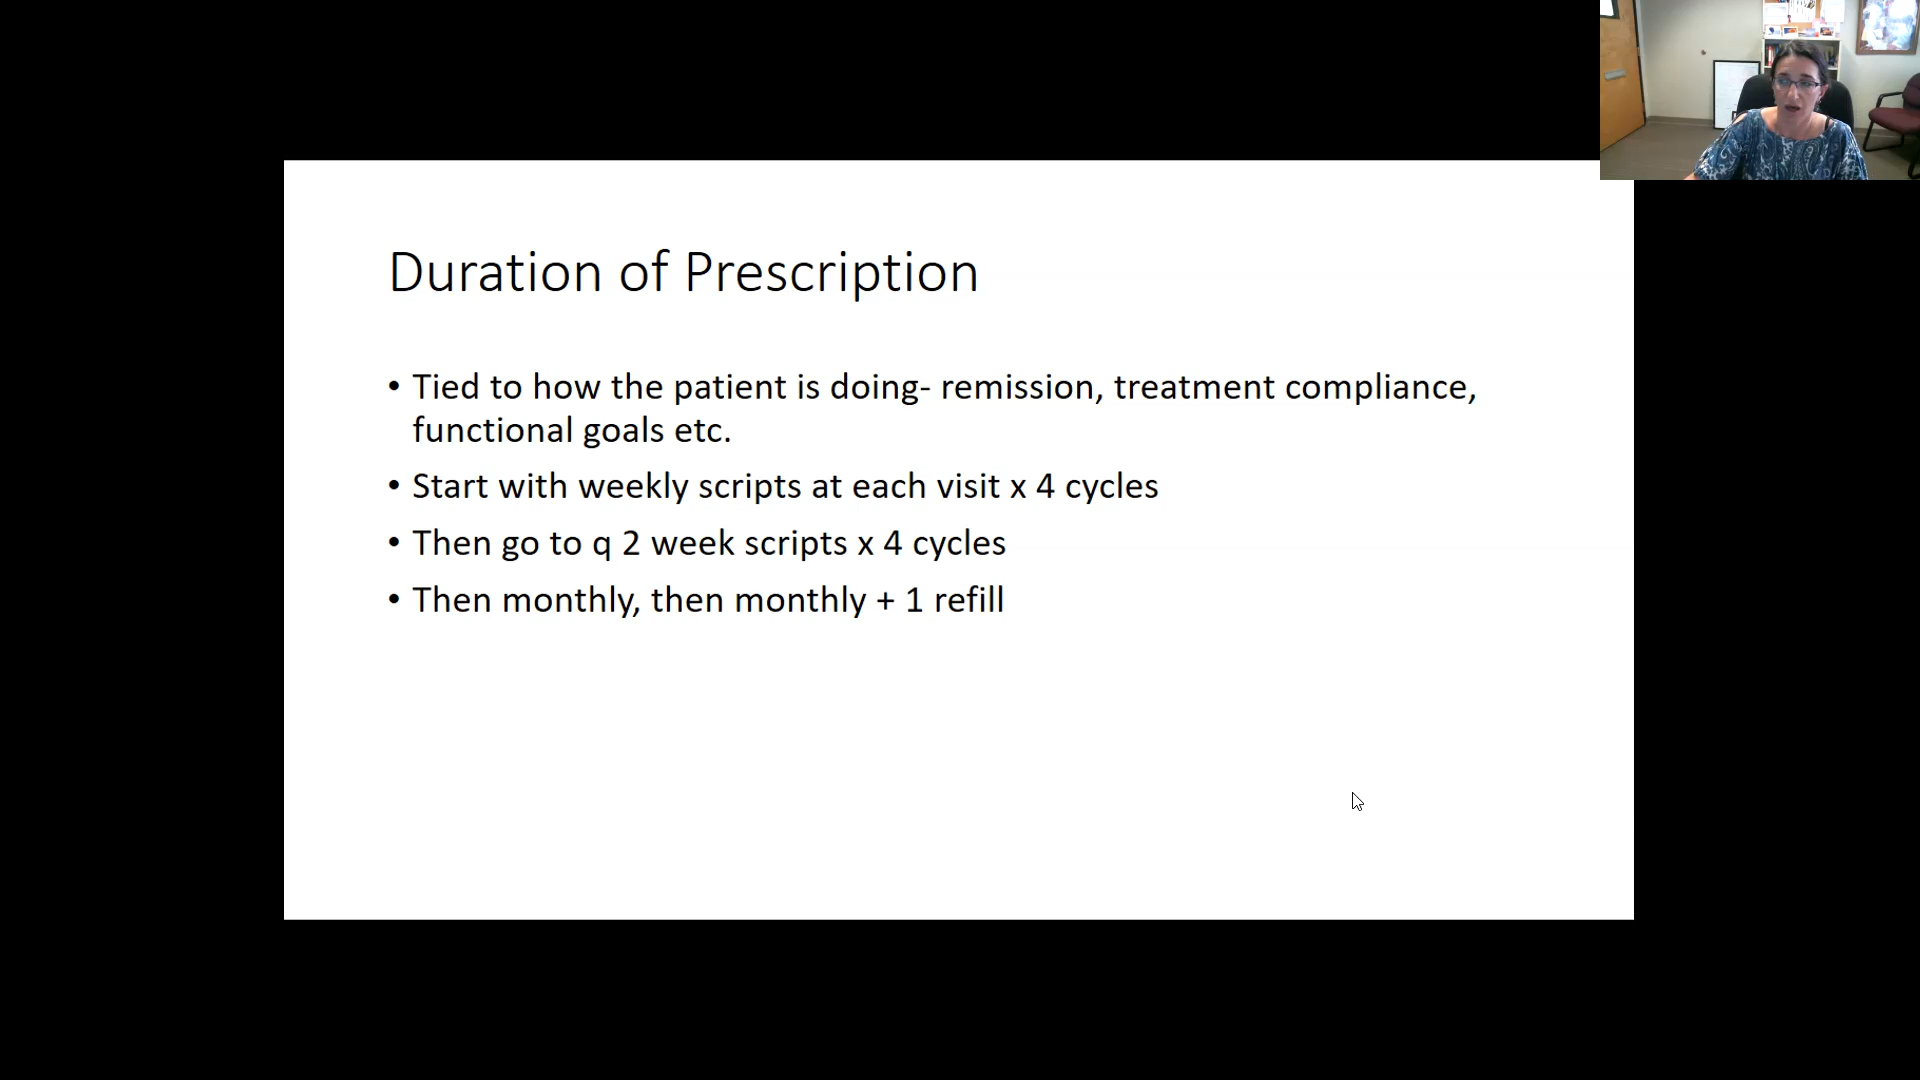 Duration of Prescription
• Tied to how the patient is doing- remission, treatment compliance,
functional goals etc.
• Start with weekly scripts at each visit x 4 cycles
• Then go to q 2 week scripts x 4 cycles
• Then monthly, then monthly + 1 refill